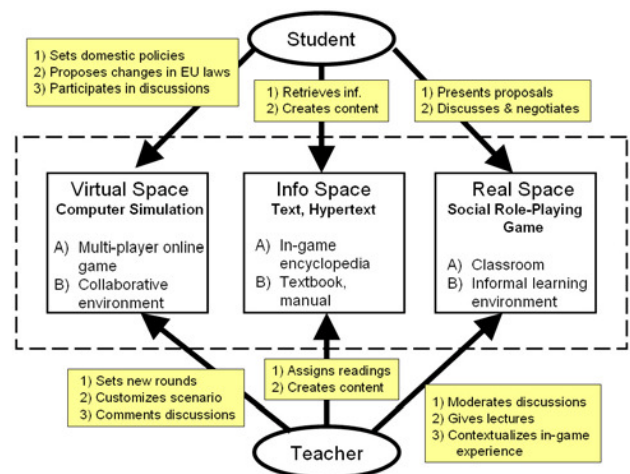 Student
1) Sets domestic policies
2) Proposes changes in EU laws
3) Participates in discussions
1) Retrieves inf.
2) Creates content
1) Presents proposals
2) Discusses & negotiates
Virtual Space
Computer Simulation
A) Multi-player online
game
B) Collaborative
environment
Info Space
Text, Hypertext
A) In-game
encyclopedia
B) Textbook,
manual
Real Space
Social Role-Playing
Game
A) Classroom
B) Informal learning
environment
1) Sets new rounds
2) Customizes scenario
3) Comments discussions
1) Assigns readings
2) Creates content
1) Moderates discussions
2) Gives lectures
3) Contextualizes in-game
experience
Teacher